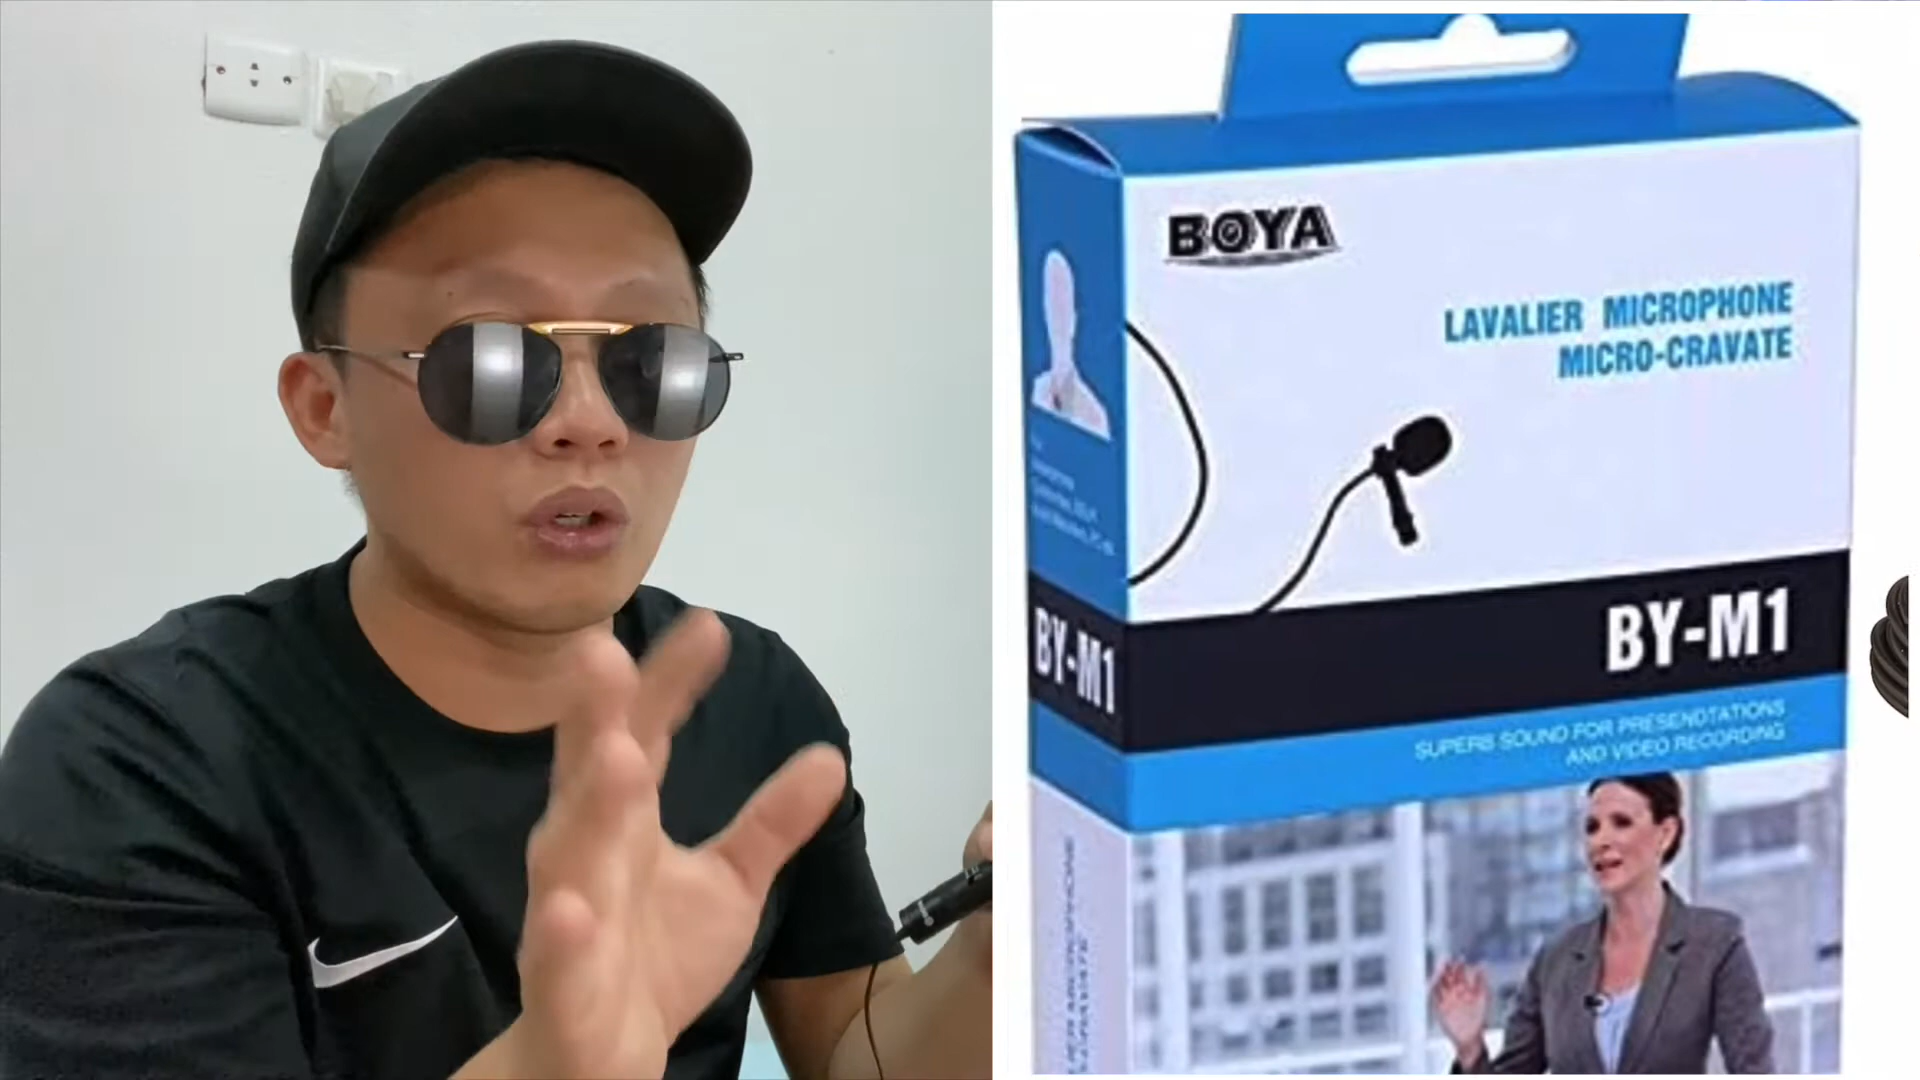 BOYA
LAVALIER MICROPHONE
MICRO-CRAVATE
BY-M1
BY-M1
SUPERB SOUND FOR PRESENDTATIONS
AND VIDEO RECORDING